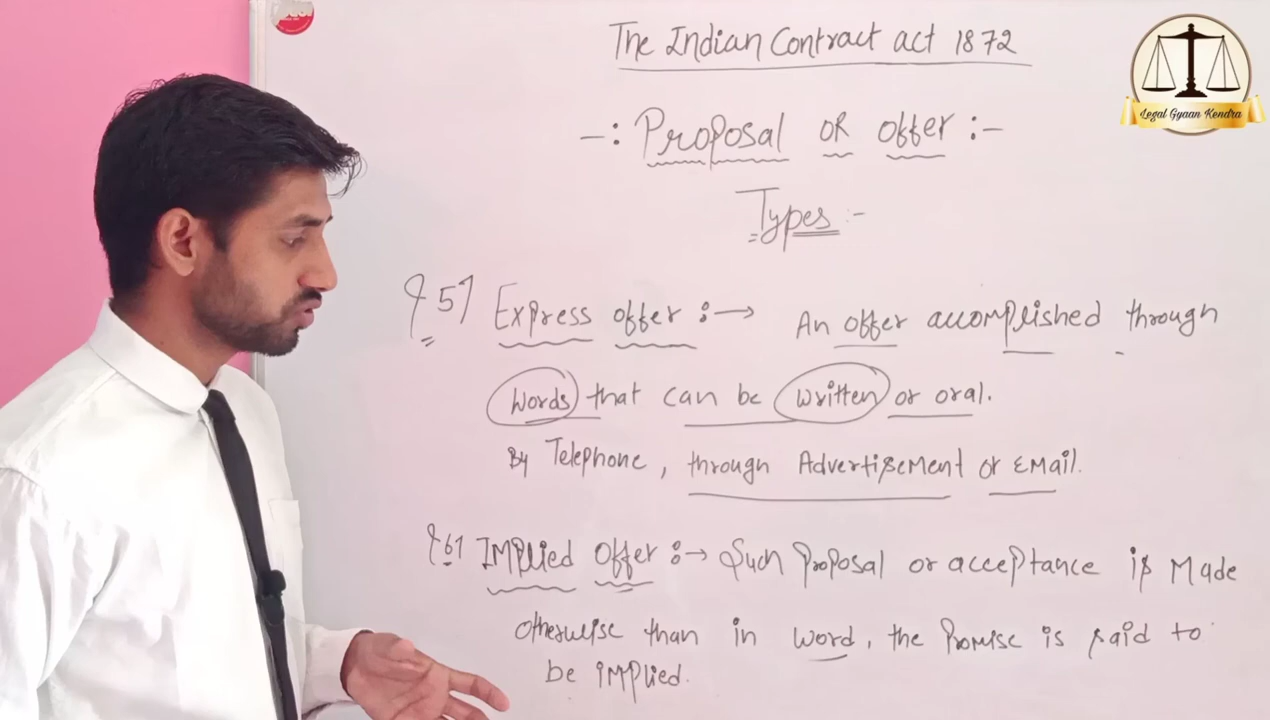 The Indian Contract act 1872
Legal Gyaan Kendra
-: Proposal OR offer :-
Types :-
(5) Express offer :→ An offer accomplished through
words that can be written or oral.
By Telephone, through Advertisement or EMail.
(6) IMPlied Offer :→ Such Proposal or acceptance is Made
otherwise than in word, the Promise is said to
be iMPlied.